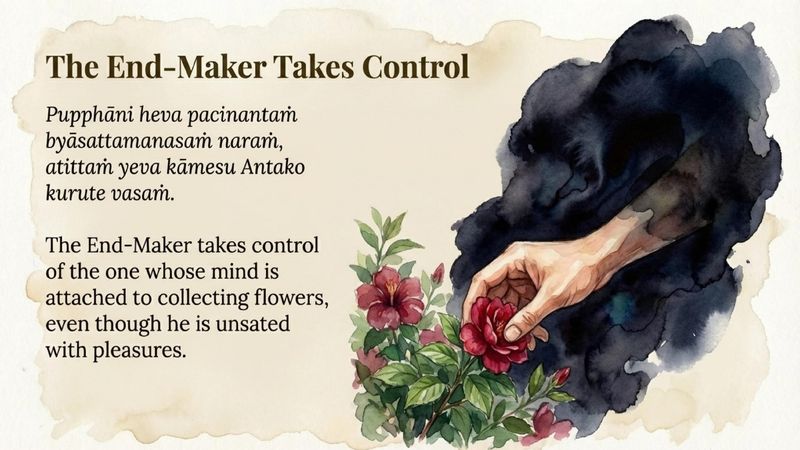 The End-Maker Takes Control
Pupphāni heva pacinantaṁ
byāsattamanasaṁ naraṁ,
atittaṁ yeva kāmesu Antako
kurute vasaṁ.
The End-Maker takes control
of the one whose mind is
attached to collecting flowers,
even though he is unsated
with pleasures.